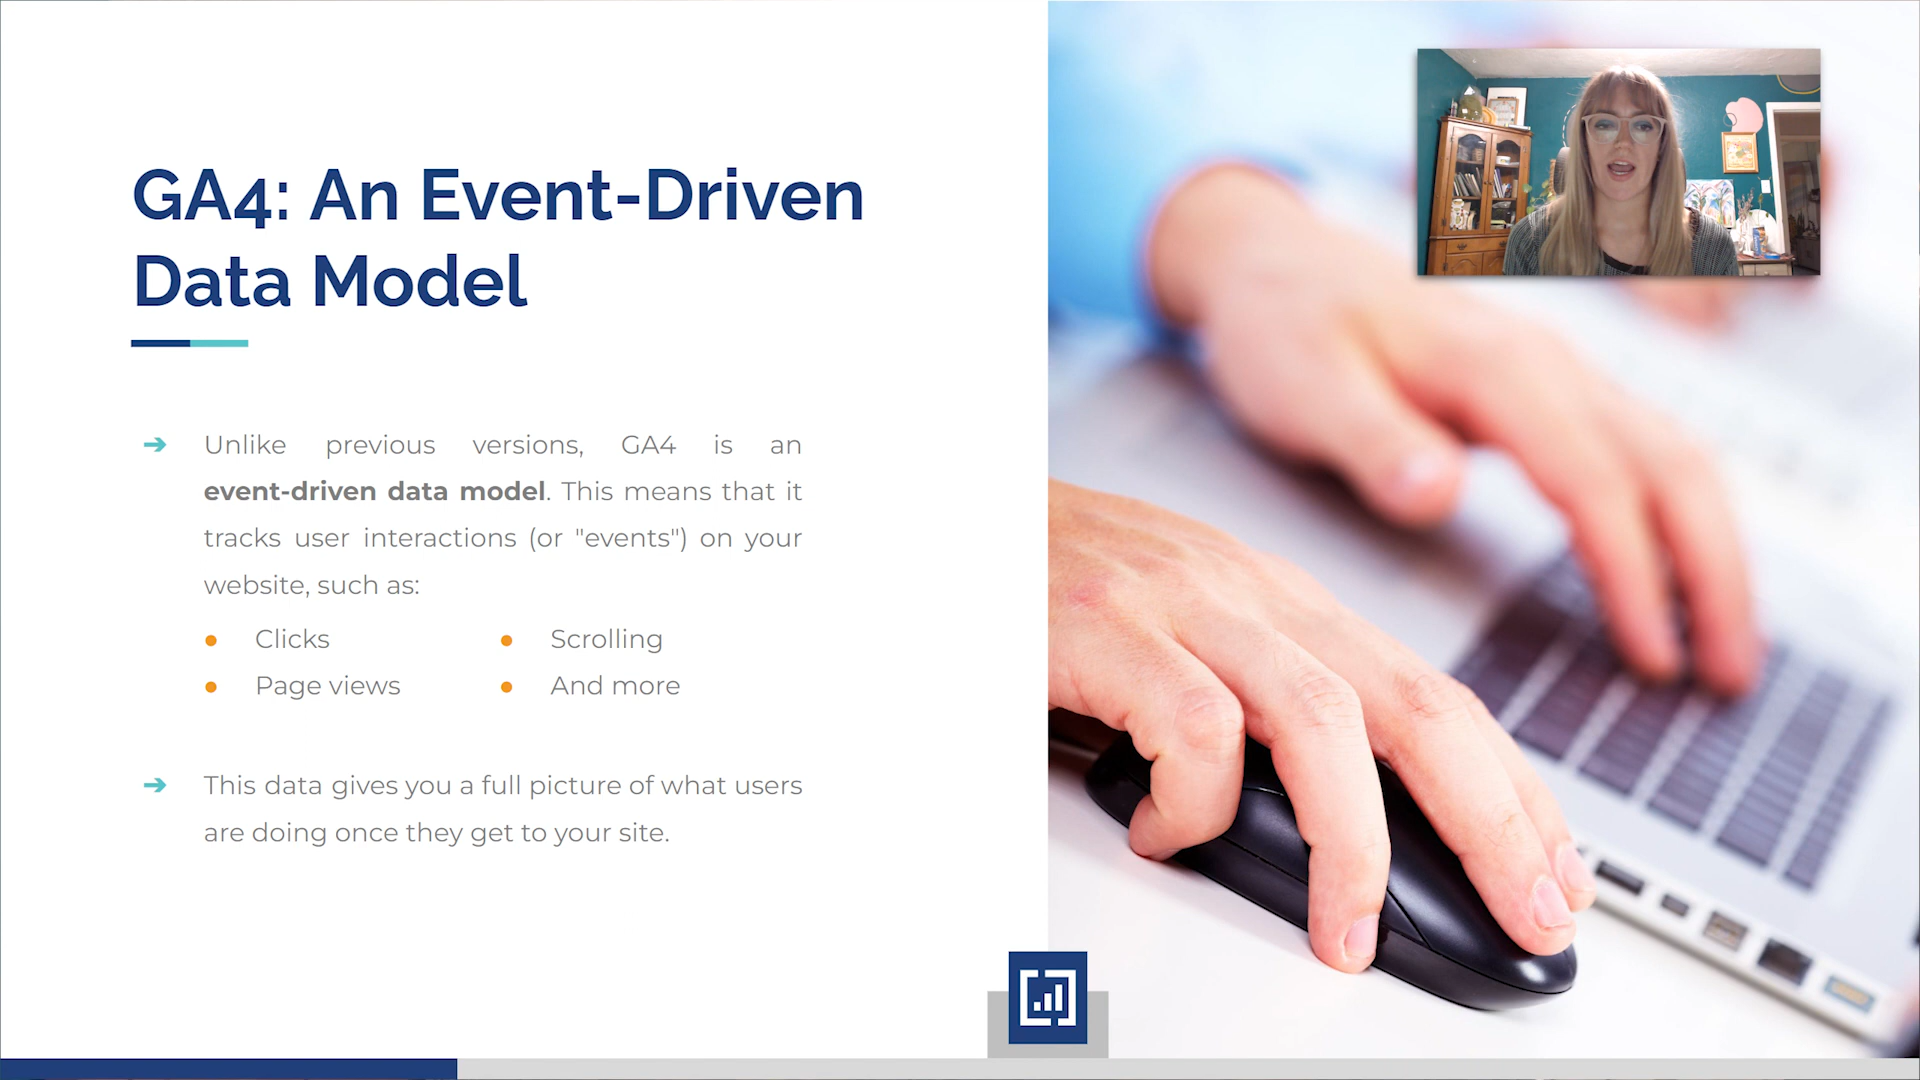 GA4: An Event-Driven
Data Model
Unlike previous versions, GA4 is an
event-driven data model. This means that it
tracks user interactions (or "events") on your
website, such as:
Clicks
Scrolling
Page views
And more
This data gives you a full picture of what users
are doing once they get to your site.